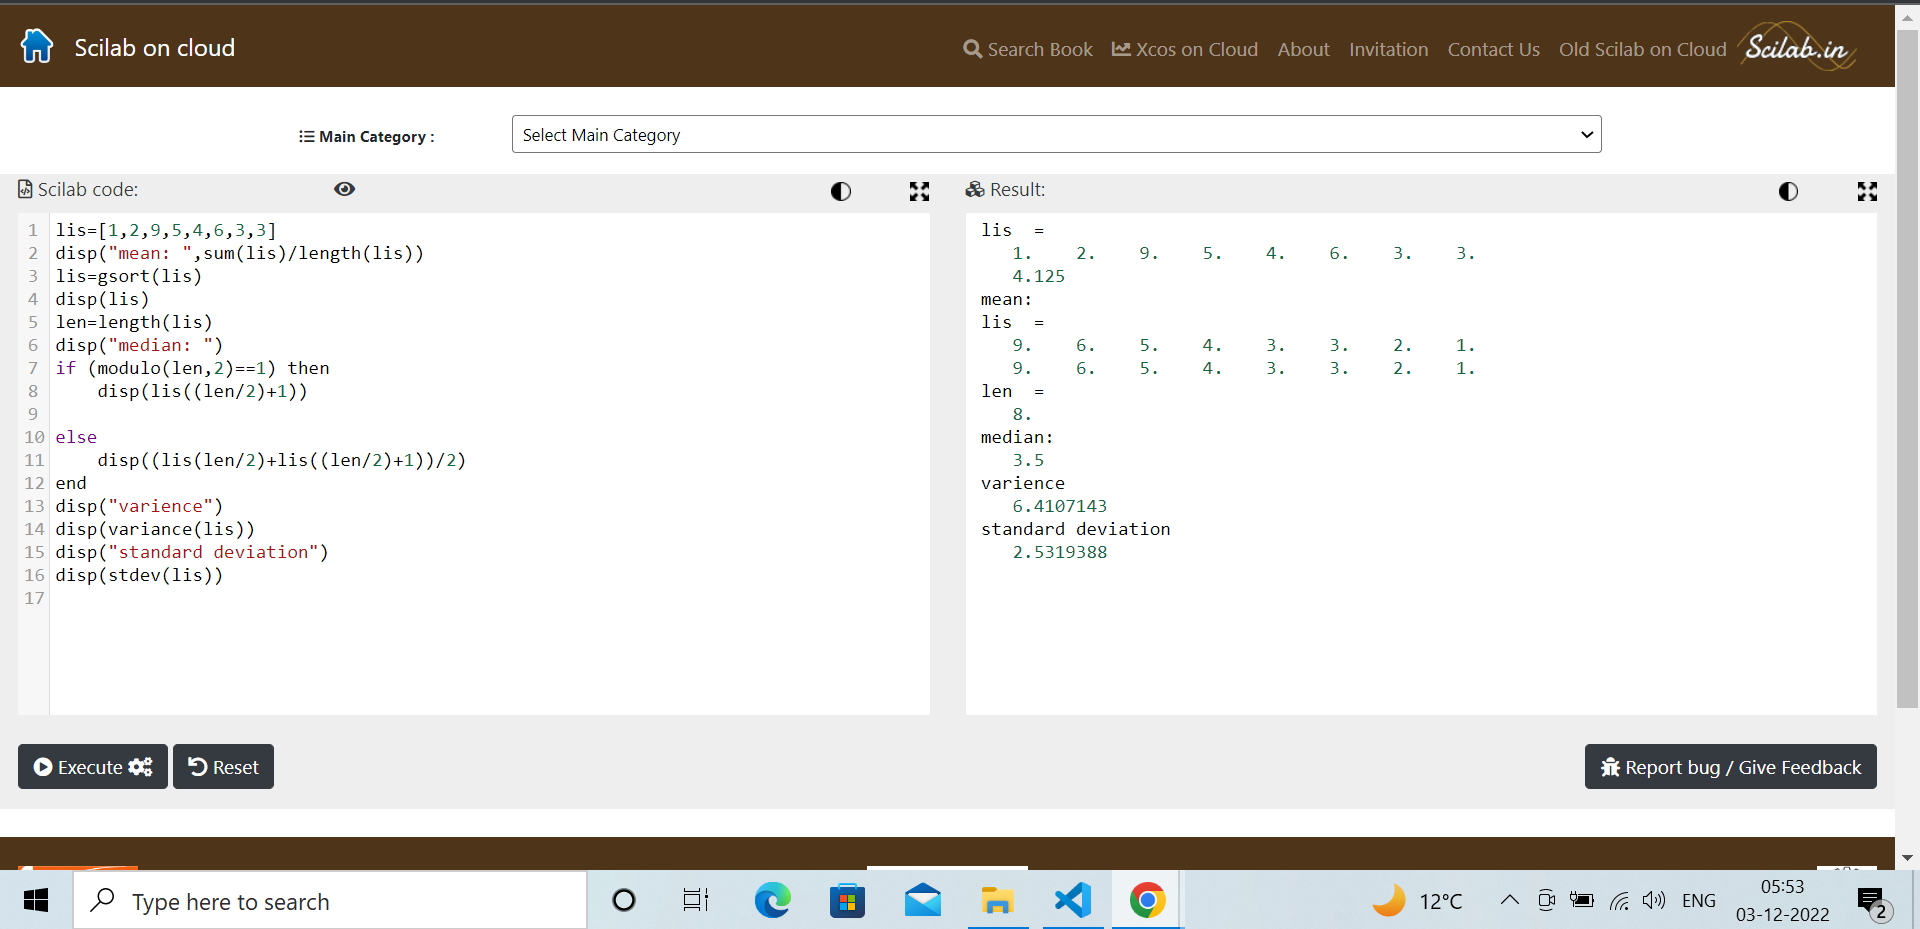 Scilab on cloud
Search Book Xcos on Cloud About Invitation Contact Us Old Scilab on Cloud Scilab.in
Main Category :
Select Main Category
Scilab code:
1 lis=[1,2,9,5,4,6,3,3]
2 disp("mean: ",sum(lis)/length(lis))
3 lis=gsort(lis)
4 disp(lis)
5 len=length(lis)
6 disp("median: ")
7 if (modulo(len,2)==1) then
8     disp(lis((len/2)+1))
9
10 else
11     disp((lis(len/2)+lis((len/2)+1))/2)
12 end
13 disp("varience")
14 disp(variance(lis))
15 disp("standard deviation")
16 disp(stdev(lis))
17
Result:
lis  =
   1.    2.    9.    5.    4.    6.    3.    3.
   4.125
mean:
lis  =
   9.    6.    5.    4.    3.    3.    2.    1.
   9.    6.    5.    4.    3.    3.    2.    1.
len  =
   8.
median:
   3.5
varience
   6.4107143
standard deviation
   2.5319388
Execute
Reset
Report bug / Give Feedback
Type here to search
12°C
ENG
05:53
03-12-2022
2